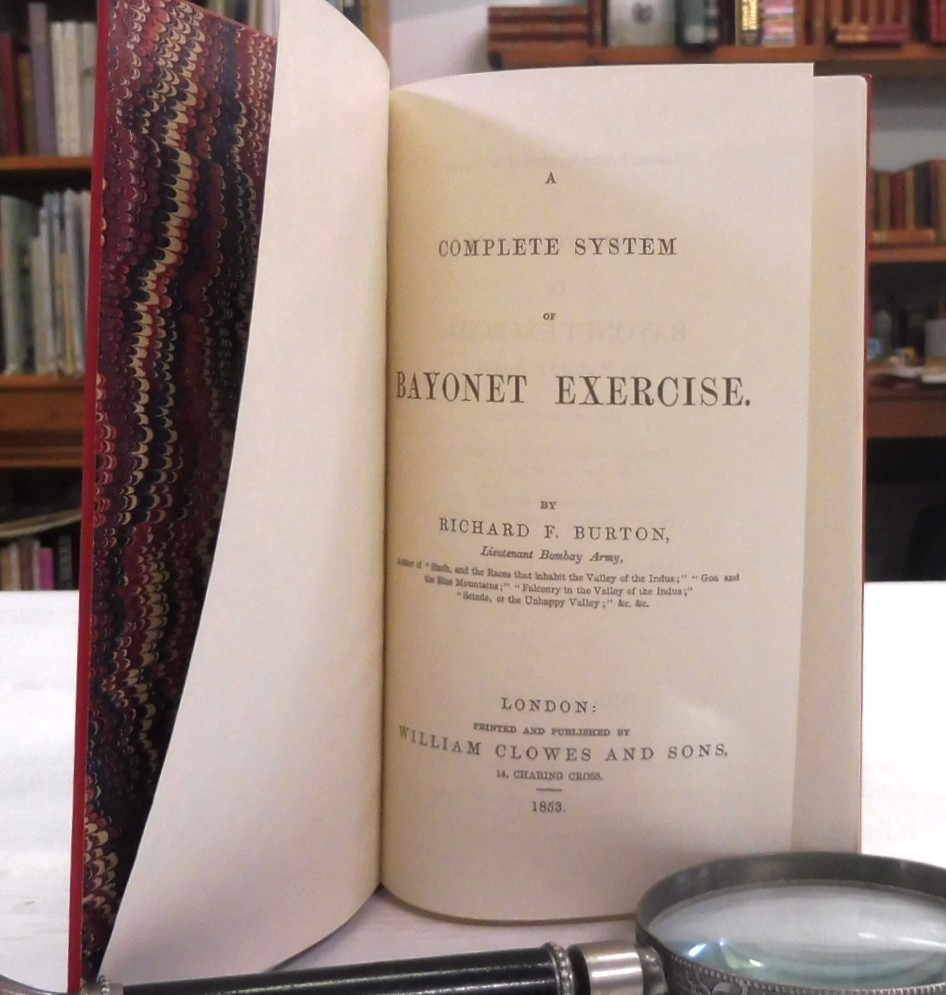 A
COMPLETE SYSTEM
OF
BAYONET EXERCISE.
BY
RICHARD F. BURTON,
Lieutenant Bombay Army,
Author of "Sindh, and the Races that inhabit the Valley of the Indus;" "Goa and
the Blue Mountains;" "Falconry in the Valley of the Indus;"
"Scinde, or the Unhappy Valley;" &c. &c.
LONDON:
PRINTED AND PUBLISHED BY
WILLIAM CLOWES AND SONS,
14, CHARING CROSS.
1853.